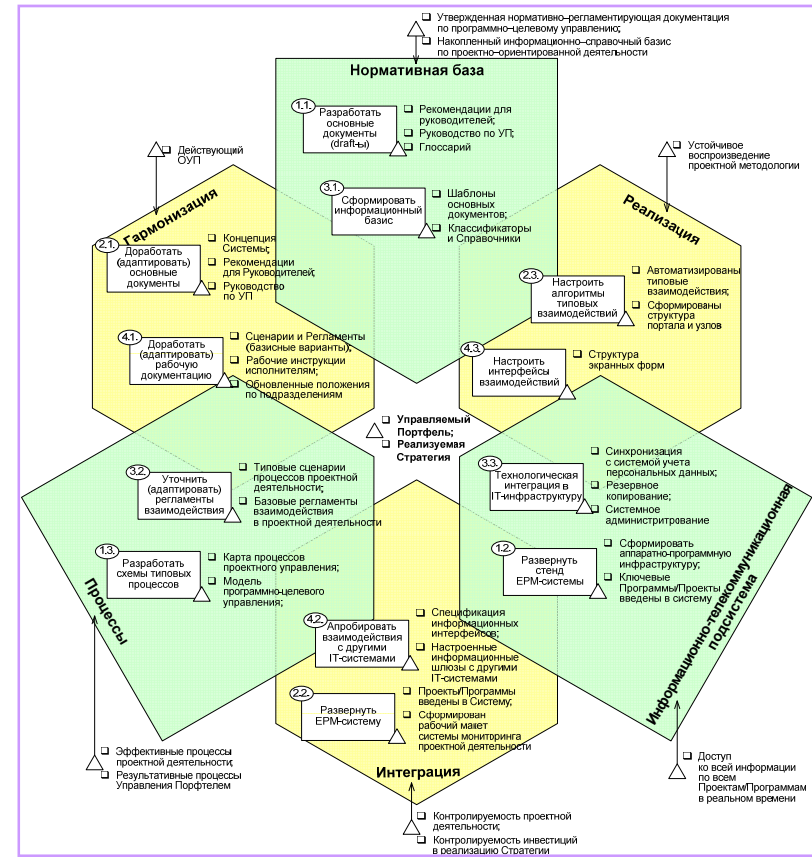 ❑ Утвержденная нормативно–регламентирующая документация
по программно–целевому управлению;
❑ Накопленный информационно–справочный базис
по проектно–ориентированной деятельности
Нормативная база
1.1.
Разработать
основные
документы
(draft-ы)
❑ Рекомендации для
руководителей;
❑ Руководство по УП;
❑ Глоссарий
3.1.
Сформировать
информационный
базис
❑ Шаблоны
основных
документов;
❑ Классификаторы
и Справочники
❑ Действующий
ОУП
Гармонизация
2.1.
Доработать
(адаптировать)
основные
документы
❑ Концепция
Системы;
❑ Рекомендации
для Руководителей;
❑ Руководство
по УП
4.1.
Доработать
(адаптировать)
рабочую
документацию
❑ Сценарии и Регламенты
(базисные варианты);
❑ Рабочие инструкции
исполнителям;
❑ Обновленные положения
по подразделениям
❑ Устойчивое
воспроизведение
проектной методологии
Реализация
2.3.
Настроить
алгоритмы
типовых
взаимодействий
❑ Автоматизированы
типовые
взаимодействия;
❑ Сформированы
структура
портала и узлов
4.3.
Настроить
интерфейсы
взаимодействий
❑ Структура
экранных форм
❑ Управляемый
Портфель;
❑ Реализуемая
Стратегия
3.2.
Уточнить
(адаптировать)
регламенты
взаимодействия
❑ Типовые сценарии
процессов проектной
деятельности;
❑ Базовые регламенты
взаимодействия
в проектной деятельности
1.3.
Разработать
схемы типовых
процессов
❑ Карта процессов
проектного управления;
❑ Модель
программно-целевого
управления;
Процессы
❑ Эффективные процессы
проектной деятельности;
❑ Результативные процессы
Управления Порфтелем
3.3.
Технологическая
интеграция в
IT-инфраструктуру
❑ Синхронизация
с системой учета
персональных данных;
❑ Резервное
копирование;
❑ Системное
администритрование
1.2.
Развернуть
стенд
EPM-системы
❑ Сформировать
аппаратно-программную
инфраструктуру;
❑ Ключевые
Программы/Проекты
введены в систему
Информационно-телекоммуникационная
подсистема
❑ Доступ
ко всей информации
по всем
Проектам/Программам
в реальном времени
4.2.
Апробировать
взаимодействия
с другими
IT-системами
❑ Спецификация
информационных
интерфейсов;
❑ Настроенные
информационные
шлюзы с другими
IT-системами
2.2.
Развернуть
EPM-систему
❑ Проекты/Программы
введены в Систему;
❑ Сформирован
рабочий макет
системы мониторинга
проектной деятельности
Интеграция
❑ Контролируемость проектной
деятельности;
❑ Контролируемость инвестиций
в реализацию Стратегии